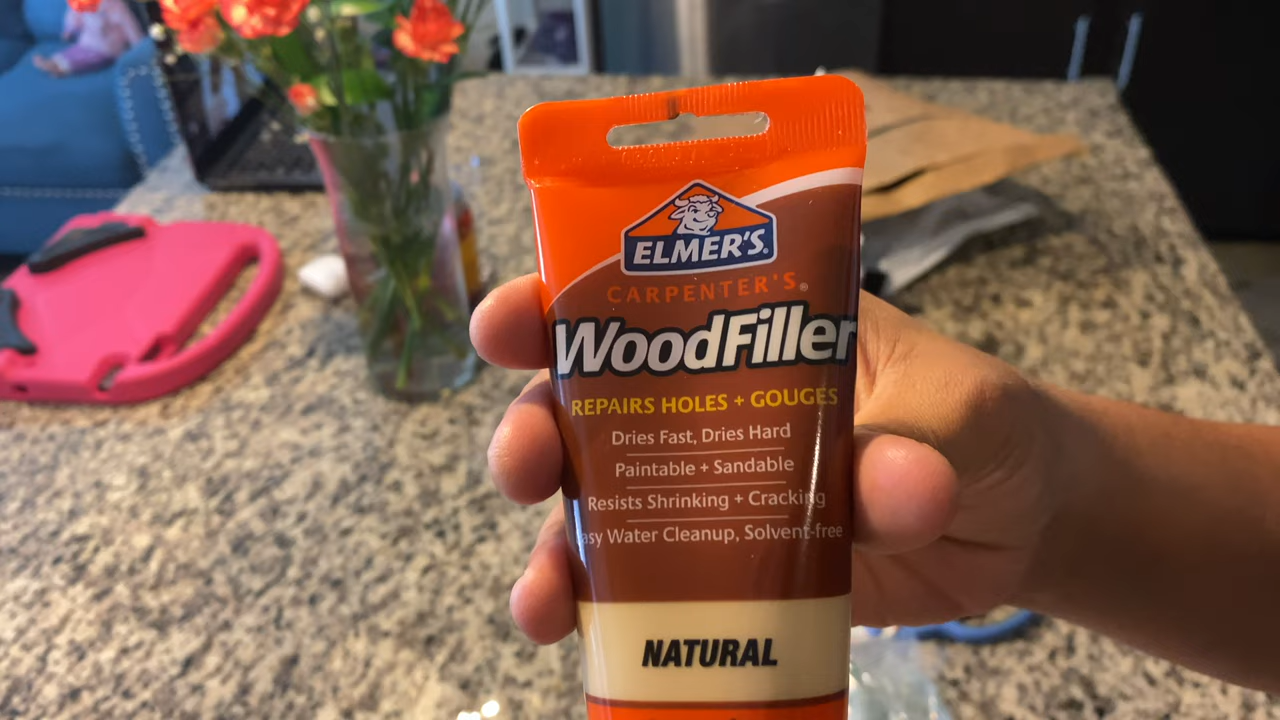 ELMER'S®
CARPENTER'S®
WoodFiller
REPAIRS HOLES + GOUGES
Dries Fast, Dries Hard
Paintable + Sandable
Resists Shrinking + Cracking
asy Water Cleanup, Solvent-free
NATURAL